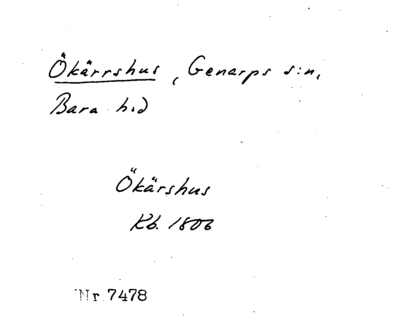 Ökärrshus, Genarps s:n,
Bara h.d
Ökärshus
Kb. 1806
Nr 7478